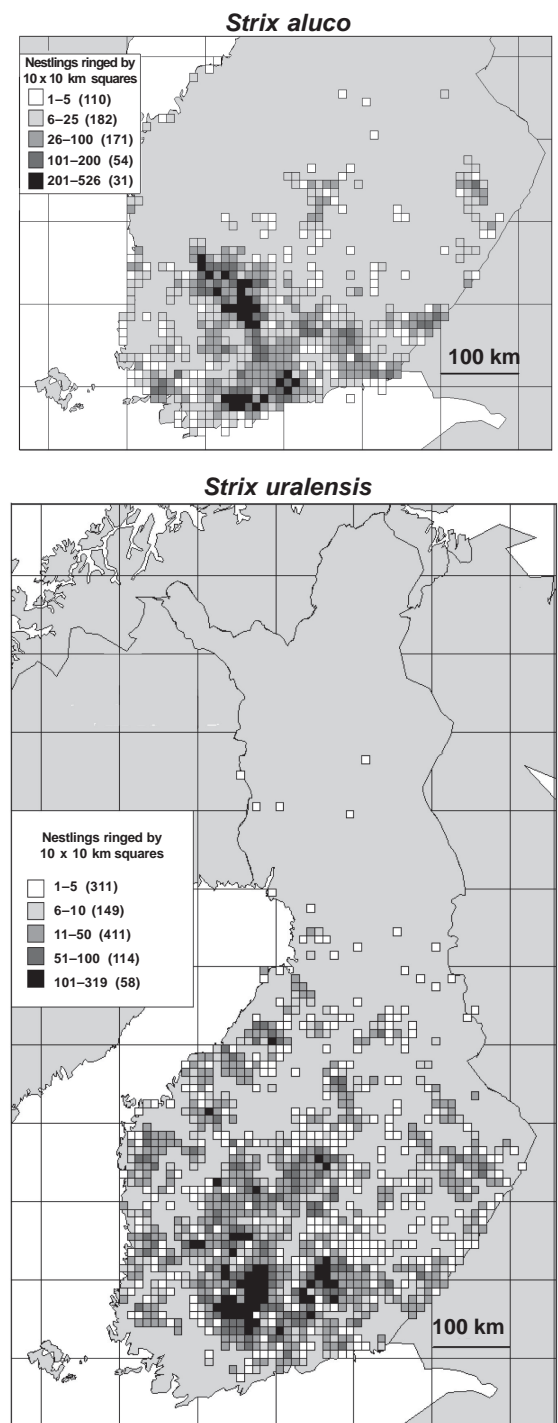 Strix aluco
Nestlings ringed by
10 x 10 km squares
1–5 (110)
6–25 (182)
26–100 (171)
101–200 (54)
201–526 (31)
100 km
Strix uralensis
Nestlings ringed by
10 x 10 km squares
1–5 (311)
6–10 (149)
11–50 (411)
51–100 (114)
101–319 (58)
100 km